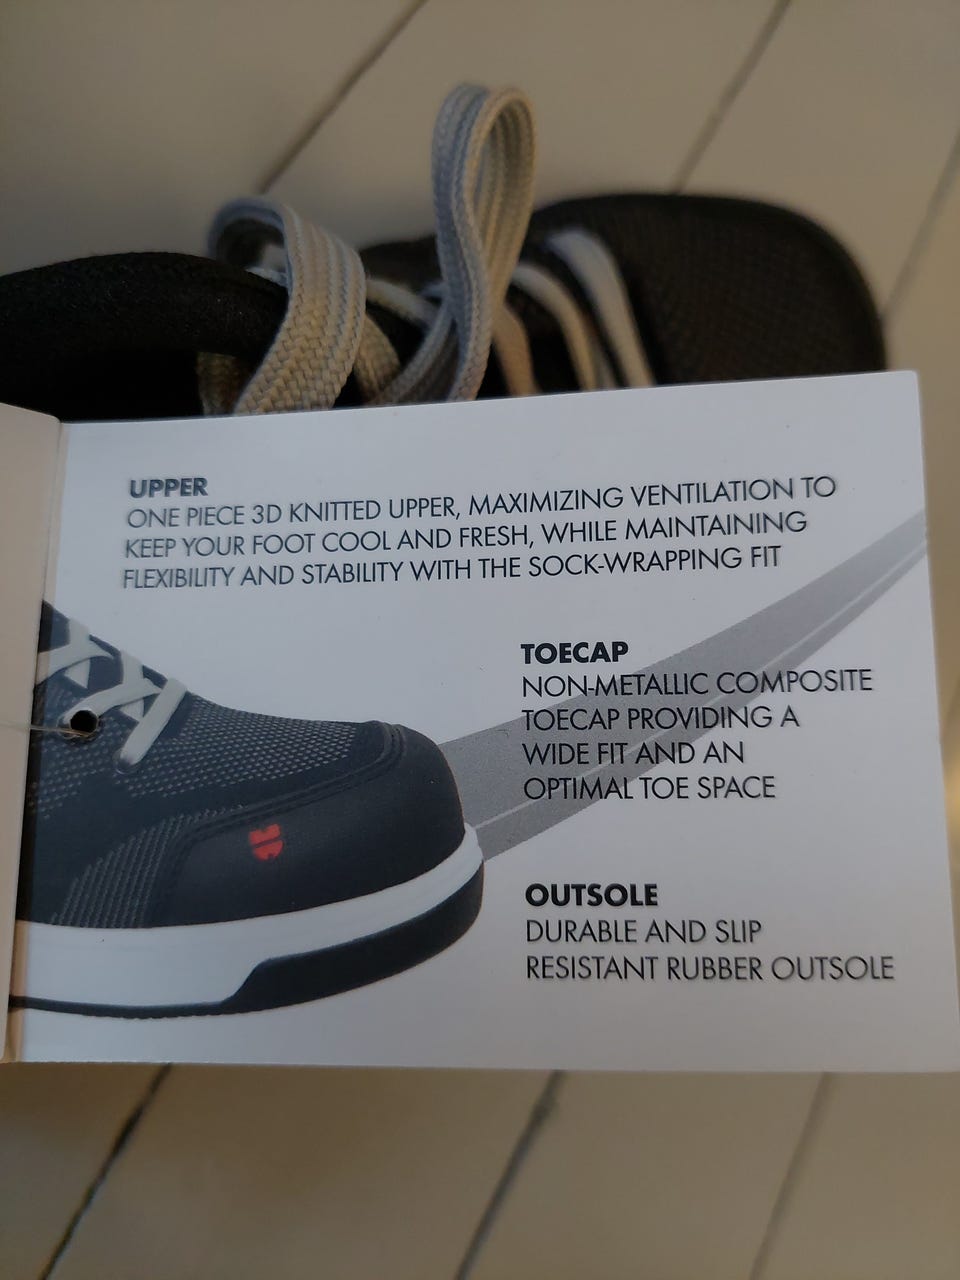 UPPER
ONE PIECE 3D KNITTED UPPER, MAXIMIZING VENTILATION TO
KEEP YOUR FOOT COOL AND FRESH, WHILE MAINTAINING
FLEXIBILITY AND STABILITY WITH THE SOCK-WRAPPING FIT
TOECAP
NON-METALLIC COMPOSITE
TOECAP PROVIDING A
WIDE FIT AND AN
OPTIMAL TOE SPACE
OUTSOLE
DURABLE AND SLIP
RESISTANT RUBBER OUTSOLE